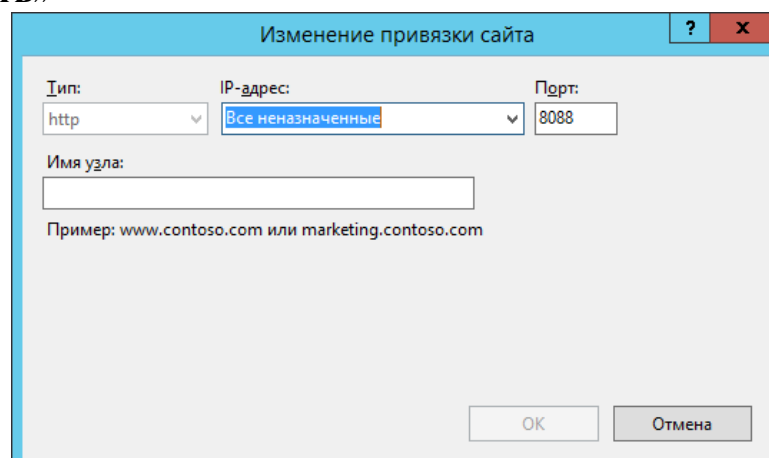 Изменение привязки сайта
? x
Тип: IP-адрес: Порт:
http Все неназначенные 8088
Имя узла:
Пример: www.contoso.com или marketing.contoso.com
OK Отмена